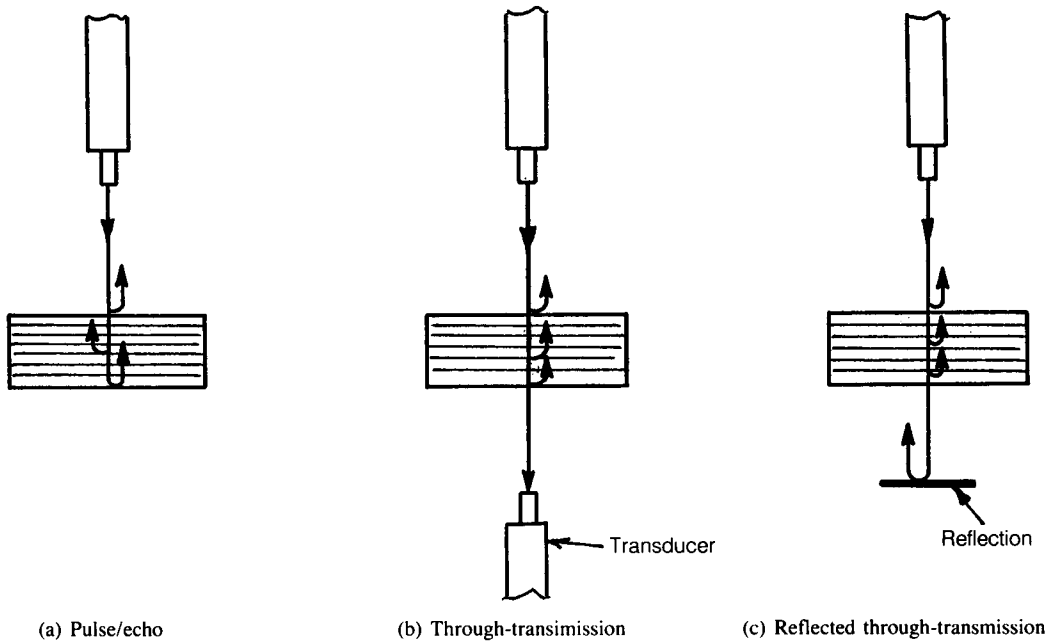 Transducer
Reflection
(a) Pulse/echo
(b) Through-transimission
(c) Reflected through-transmission